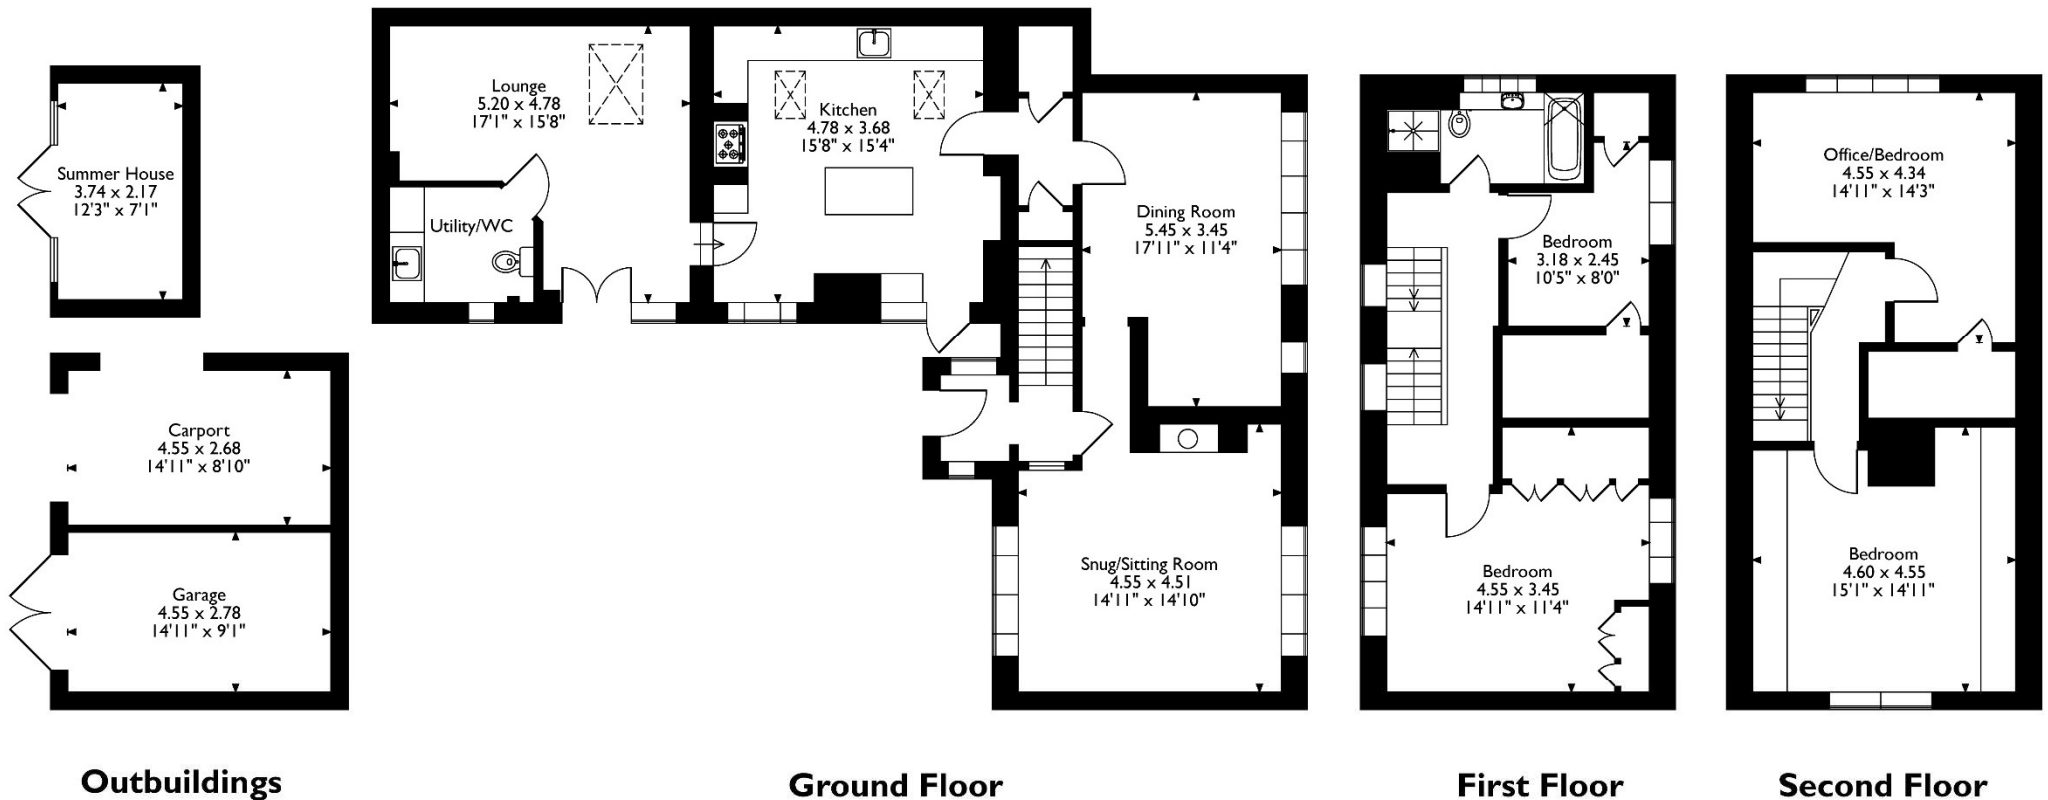 Summer House
3.74 x 2.17
12'3" x 7'1"
Carport
4.55 x 2.68
14'11" x 8'10"
Garage
4.55 x 2.78
14'11" x 9'1"
Outbuildings
Lounge
5.20 x 4.78
17'1" x 15'8"
Utility/WC
Kitchen
4.78 x 3.68
15'8" x 15'4"
Dining Room
5.45 x 3.45
17'11" x 11'4"
Snug/Sitting Room
4.55 x 4.51
14'11" x 14'10"
Ground Floor
Bedroom
3.18 x 2.45
10'5" x 8'0"
Bedroom
4.55 x 3.45
14'11" x 11'4"
First Floor
Office/Bedroom
4.55 x 4.34
14'11" x 14'3"
Bedroom
4.60 x 4.55
15'1" x 14'11"
Second Floor